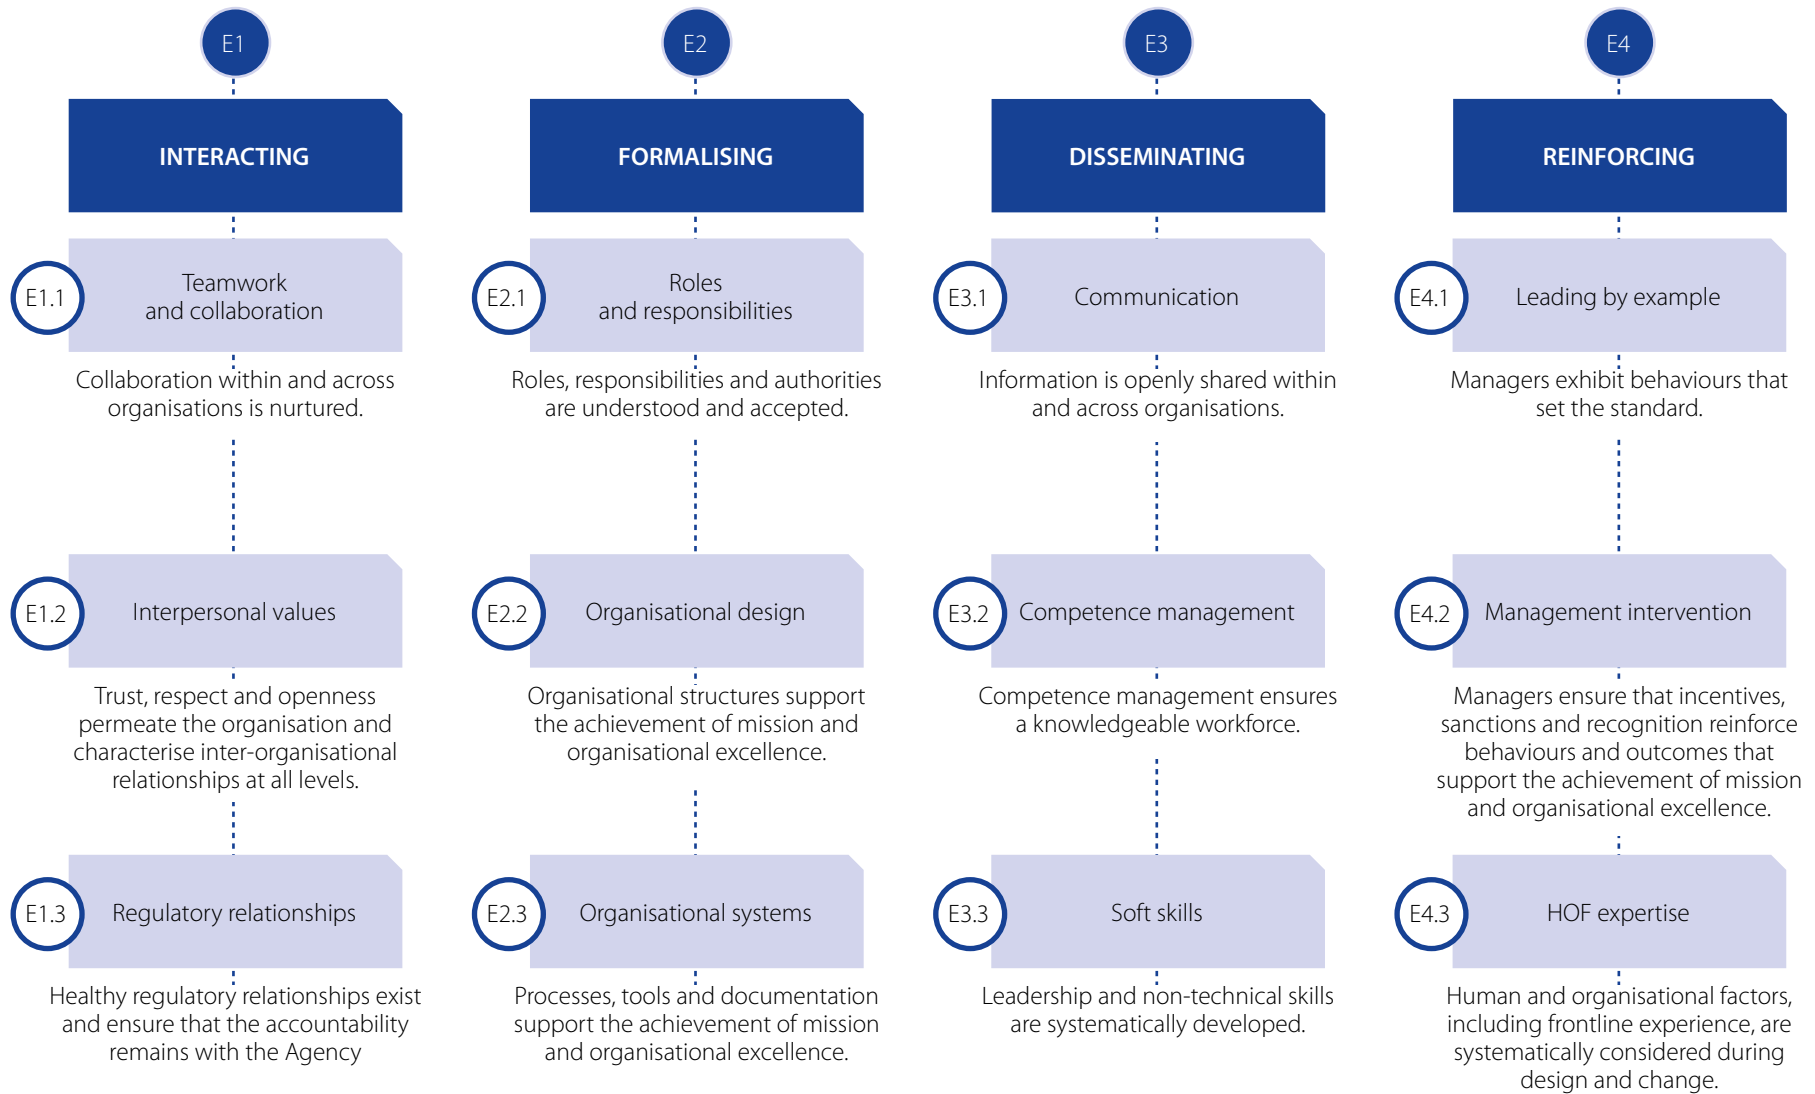 E1
INTERACTING
E1.1
Teamwork
and collaboration
Collaboration within and across
organisations is nurtured.
E1.2
Interpersonal values
Trust, respect and openness
permeate the organisation and
characterise inter-organisational
relationships at all levels.
E1.3
Regulatory relationships
Healthy regulatory relationships exist
and ensure that the accountability
remains with the Agency
E2
FORMALISING
E2.1
Roles
and responsibilities
Roles, responsibilities and authorities
are understood and accepted.
E2.2
Organisational design
Organisational structures support
the achievement of mission and
organisational excellence.
E2.3
Organisational systems
Processes, tools and documentation
support the achievement of mission
and organisational excellence.
E3
DISSEMINATING
E3.1
Communication
Information is openly shared within
and across organisations.
E3.2
Competence management
Competence management ensures
a knowledgeable workforce.
E3.3
Soft skills
Leadership and non-technical skills
are systematically developed.
E4
REINFORCING
E4.1
Leading by example
Managers exhibit behaviours that
set the standard.
E4.2
Management intervention
Managers ensure that incentives,
sanctions and recognition reinforce
behaviours and outcomes that
support the achievement of mission
and organisational excellence.
E4.3
HOF expertise
Human and organisational factors,
including frontline experience, are
systematically considered during
design and change.